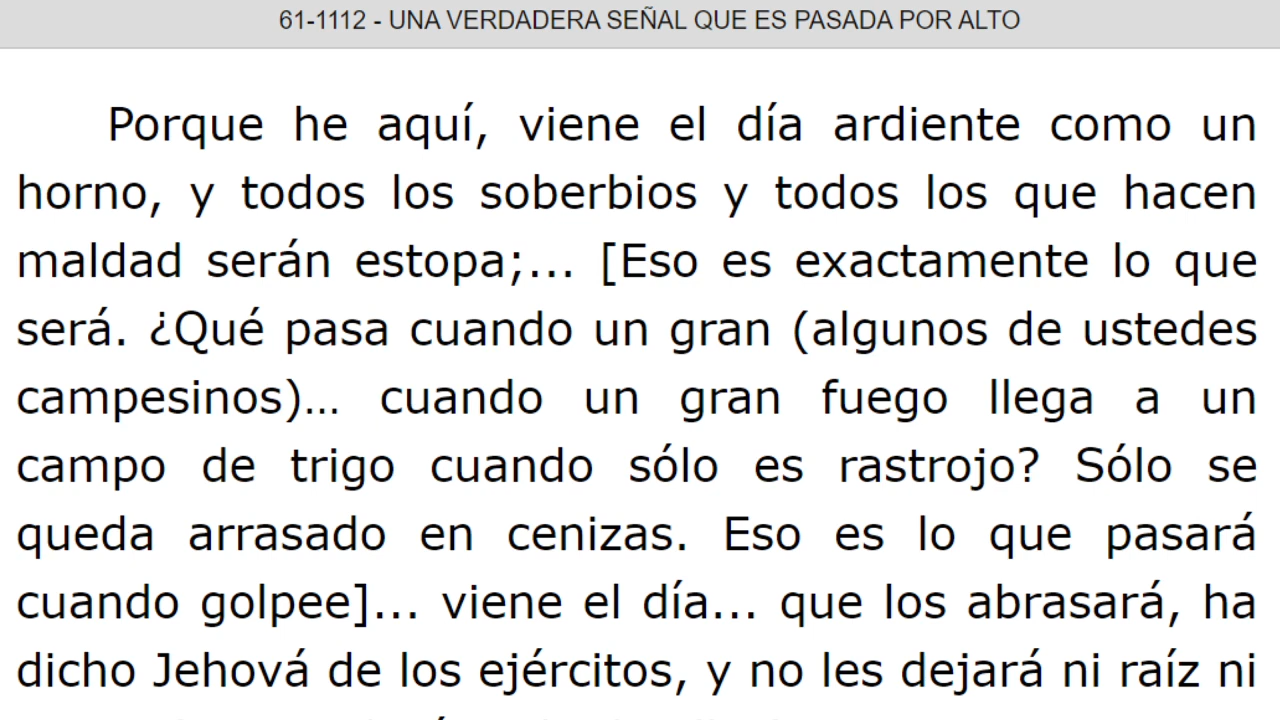 61-1112 - UNA VERDADERA SEÑAL QUE ES PASADA POR ALTO
Porque he aquí, viene el día ardiente como un
horno, y todos los soberbios y todos los que hacen
maldad serán estopa;... [Eso es exactamente lo que
será. ¿Qué pasa cuando un gran (algunos de ustedes
campesinos)... cuando un gran fuego llega a un
campo de trigo cuando sólo es rastrojo? Sólo se
queda arrasado en cenizas. Eso es lo que pasará
cuando golpee]... viene el día... que los abrasará, ha
dicho Jehová de los ejércitos, y no les dejará ni raíz ni